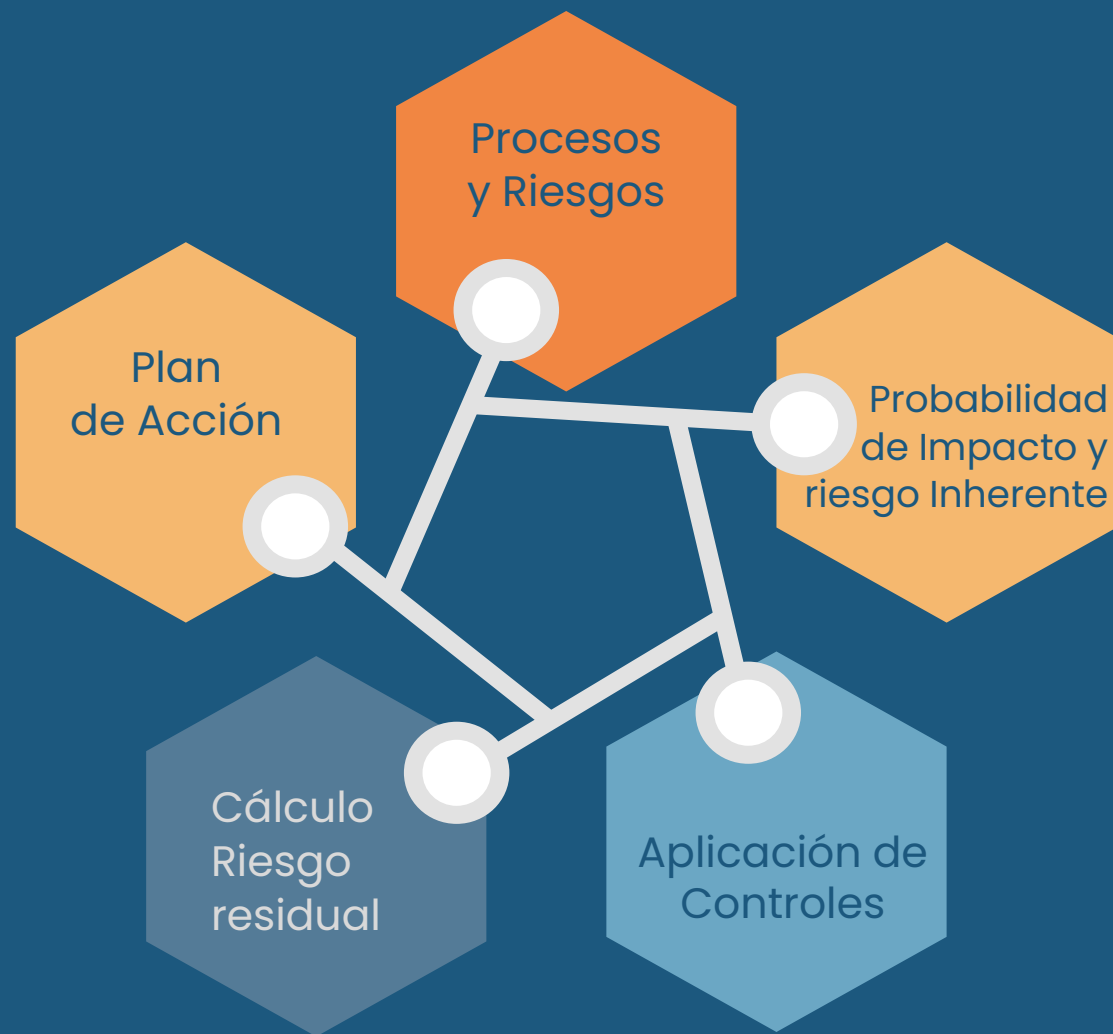 Procesos
y Riesgos
Plan
de Acción
Probabilidad
de Impacto y
riesgo Inherente
Cálculo
Riesgo
residual
Aplicación de
Controles